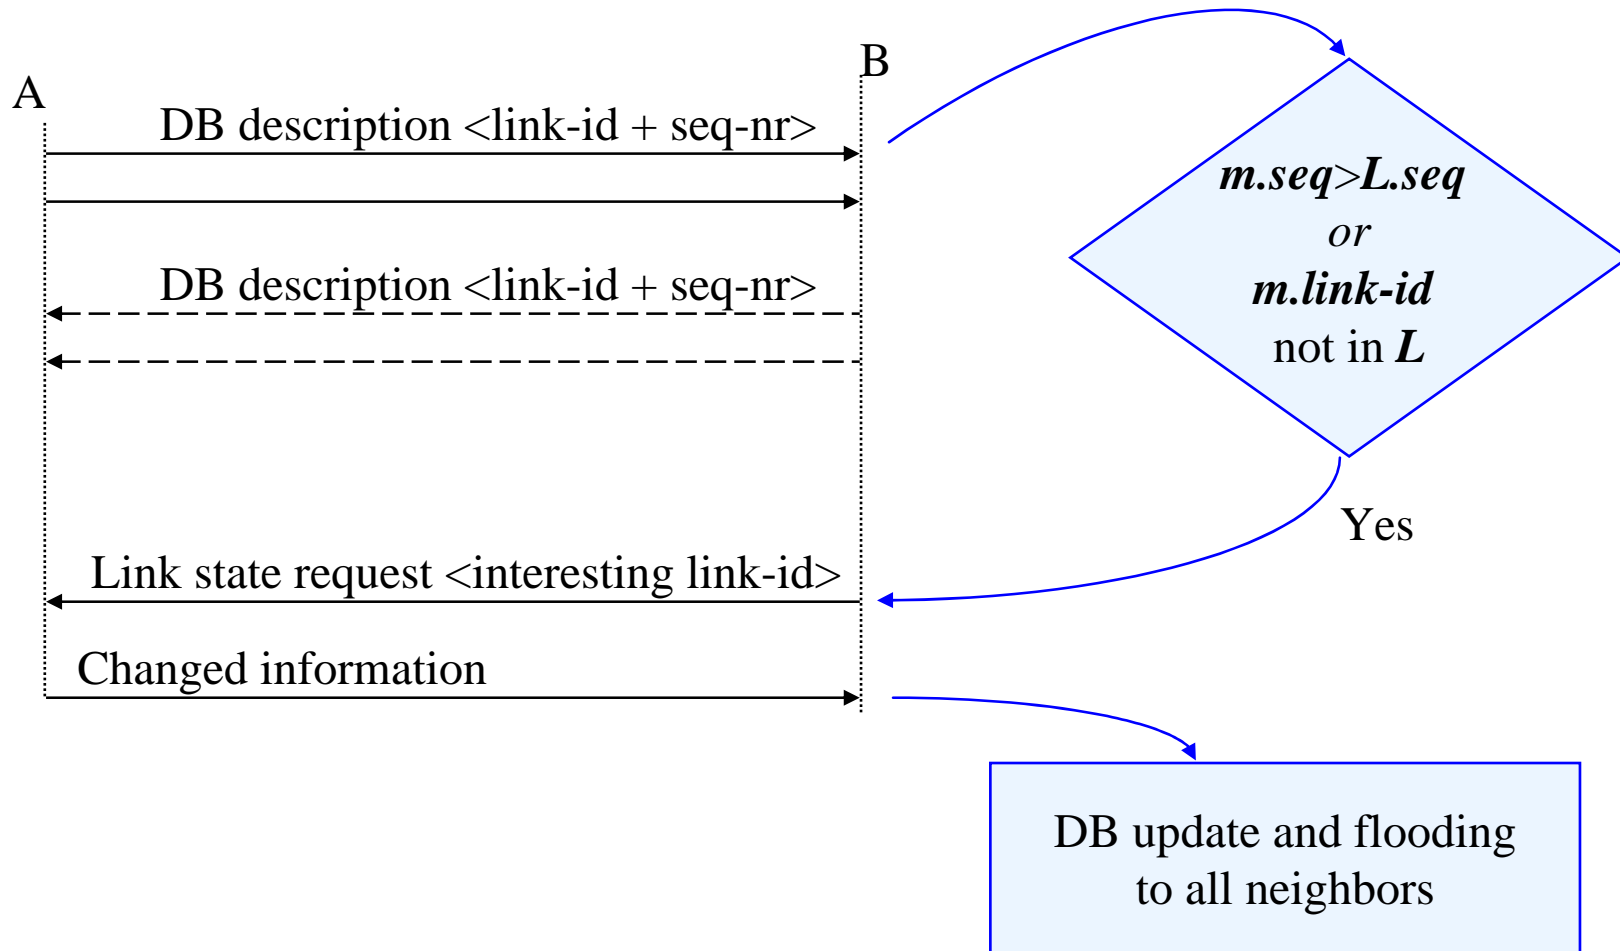 A
B
DB description <link-id + seq-nr>
DB description <link-id + seq-nr>
m.seq>L.seq
or
m.link-id
not in L
Yes
Link state request <interesting link-id>
Changed information
DB update and flooding
to all neighbors